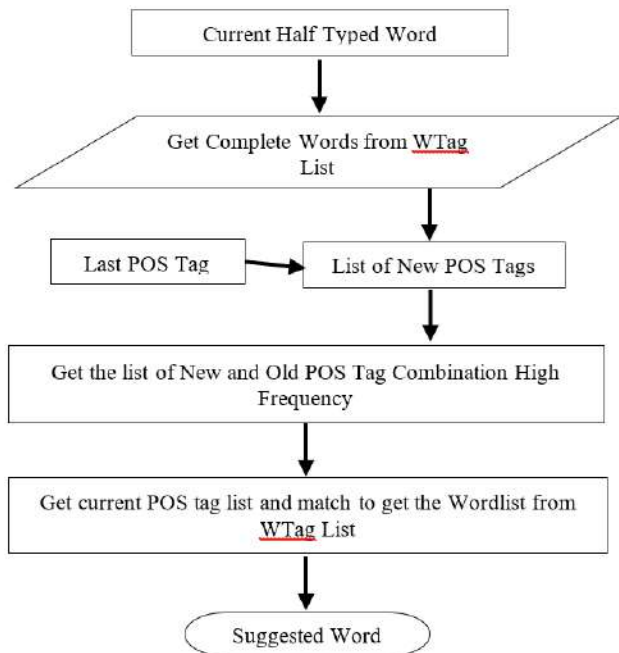 Current Half Typed Word
Get Complete Words from WTag
List
Last POS Tag
List of New POS Tags
Get the list of New and Old POS Tag Combination High
Frequency
Get current POS tag list and match to get the Wordlist from
WTag List
Suggested Word